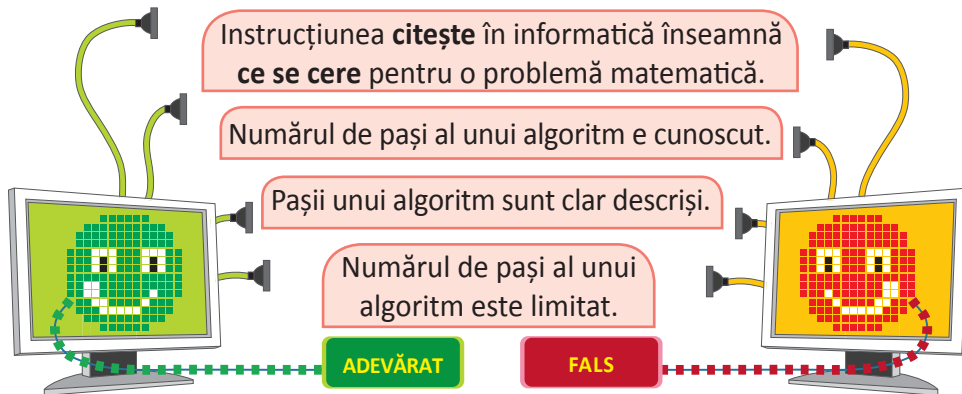 Instrucțiunea citește în informatică înseamnă
ce se cere pentru o problemă matematică.
Numărul de pași al unui algoritm e cunoscut.
Pașii unui algoritm sunt clar descriși.
Numărul de pași al unui
algoritm este limitat.
ADEVĂRAT
FALS